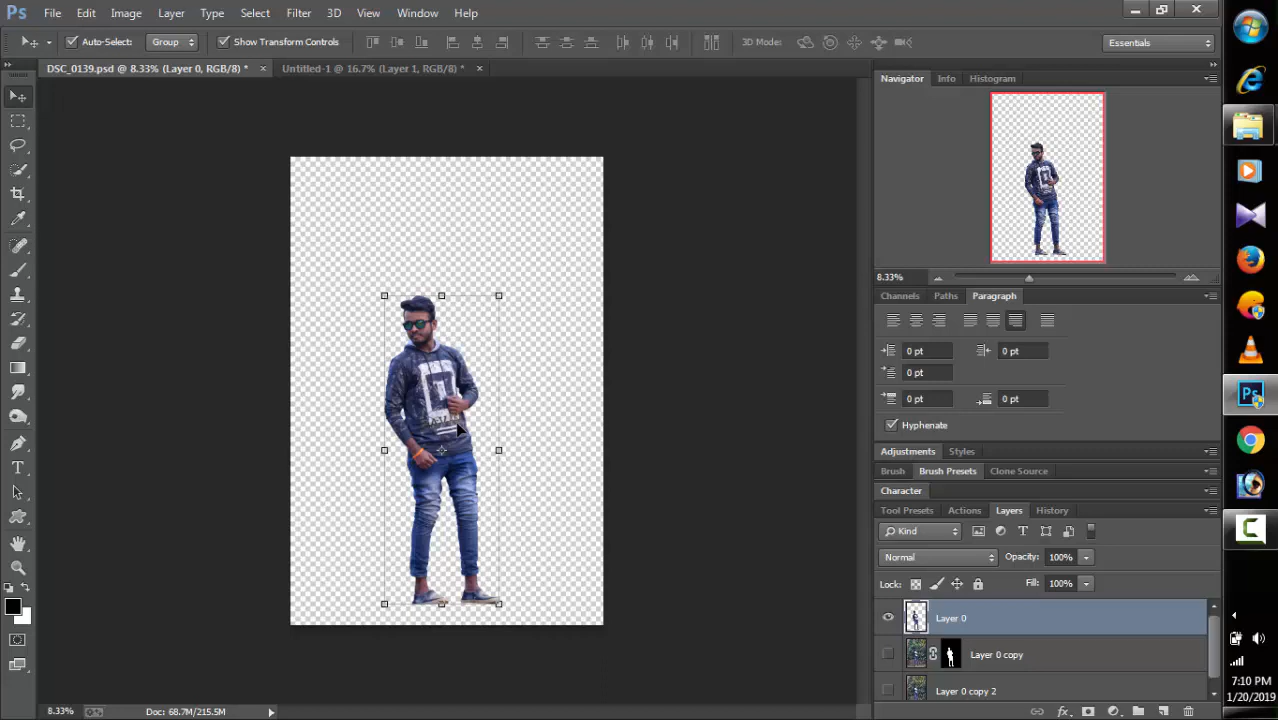 Ps File Edit Image Layer Type Select Filter 3D View Window Help
Auto-Select: Group Show Transform Controls 3D Mode: Essentials
DSC_0139.psd @ 8.33% (Layer 0, RGB/8) * × Untitled-1 @ 16.7% (Layer 1, RGB/8) * ×
Navigator Info Histogram
8.33%
Channels Paths Paragraph
0 pt 0 pt
0 pt
0 pt 0 pt
Hyphenate
Adjustments Styles
Brush Brush Presets Clone Source
Character
Tool Presets Actions Layers History
Kind
Normal Opacity: 100%
Lock: Fill: 100%
Layer 0
Layer 0 copy
Layer 0 copy 2
8.33% Doc: 68.7M/215.5M
7:10 PM
1/20/2019